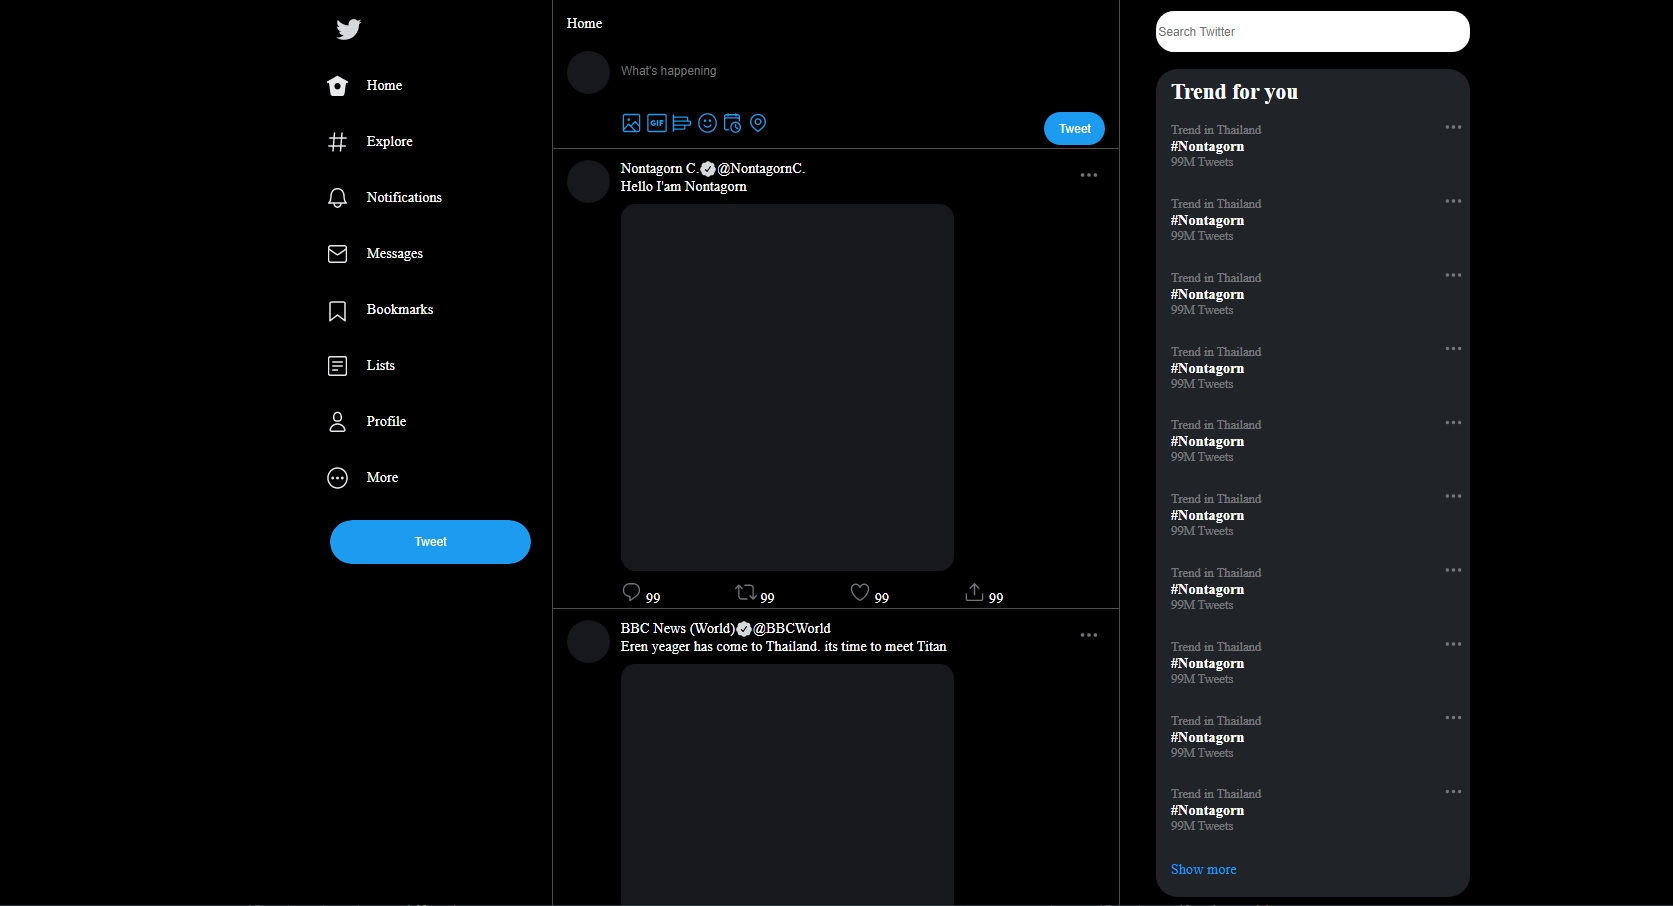 Home
Explore
Notifications
Messages
Bookmarks
Lists
Profile
More
Tweet
Home
What's happening
GIF
Tweet
Nontagorn C.@NontagornC.
Hello I'am Nontagorn
99 99 99 99
BBC News (World)@BBCWorld
Eren yeager has come to Thailand. its time to meet Titan
Search Twitter
Trend for you
Trend in Thailand
#Nontagorn
99M Tweets
Trend in Thailand
#Nontagorn
99M Tweets
Trend in Thailand
#Nontagorn
99M Tweets
Trend in Thailand
#Nontagorn
99M Tweets
Trend in Thailand
#Nontagorn
99M Tweets
Trend in Thailand
#Nontagorn
99M Tweets
Trend in Thailand
#Nontagorn
99M Tweets
Trend in Thailand
#Nontagorn
99M Tweets
Trend in Thailand
#Nontagorn
99M Tweets
Trend in Thailand
#Nontagorn
99M Tweets
Show more